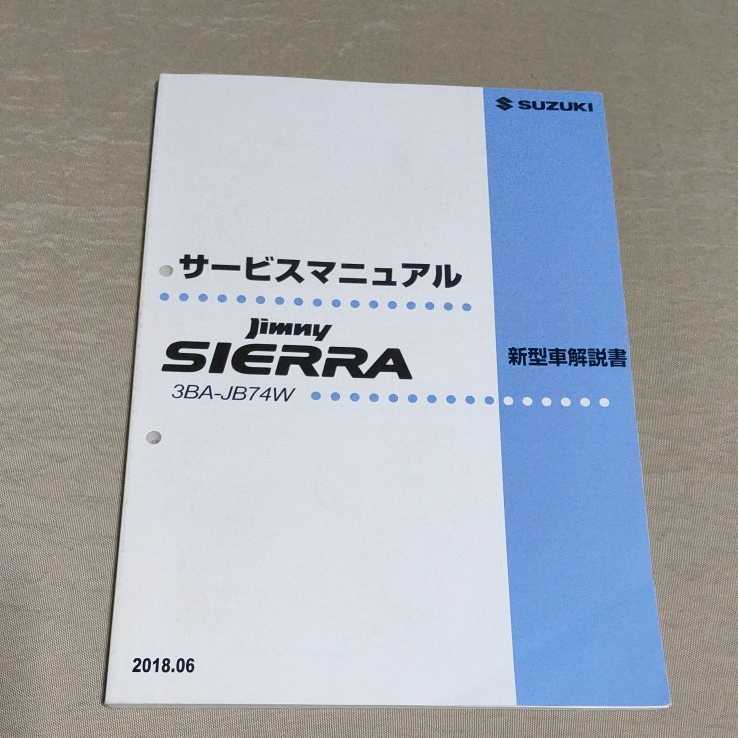 SUZUKI
サービスマニュアル
Jimny
SIERRA
新型車解説書
3BA-JB74W
2018.06